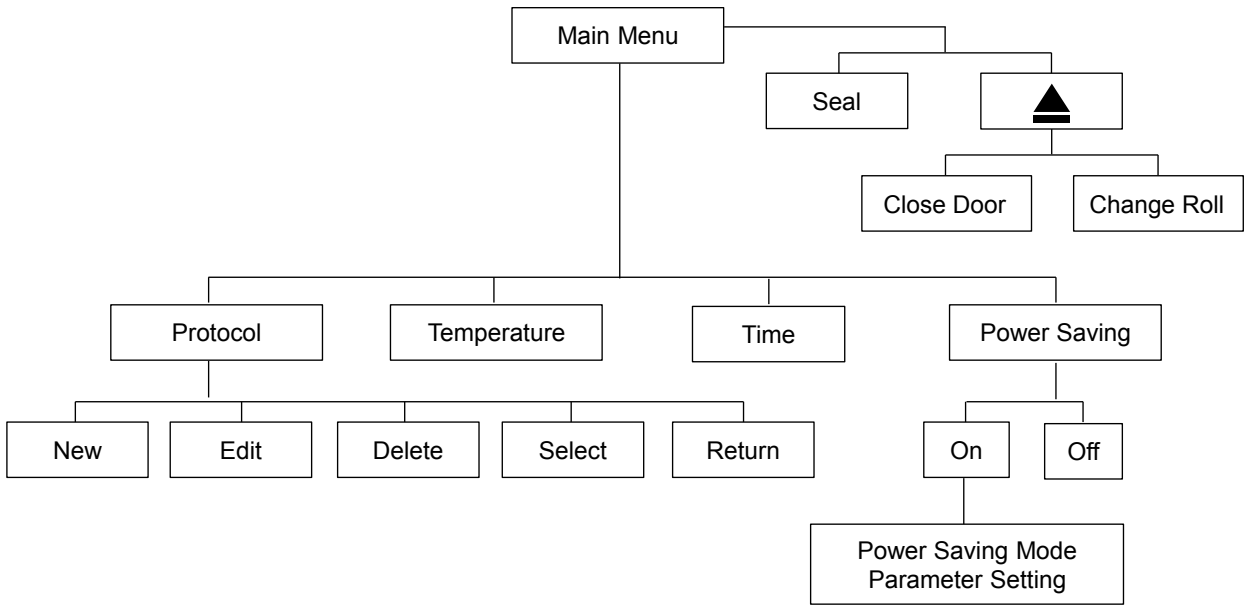 Main Menu
Seal
Close Door
Change Roll
Protocol
Temperature
Time
Power Saving
New
Edit
Delete
Select
Return
On
Off
Power Saving Mode
Parameter Setting